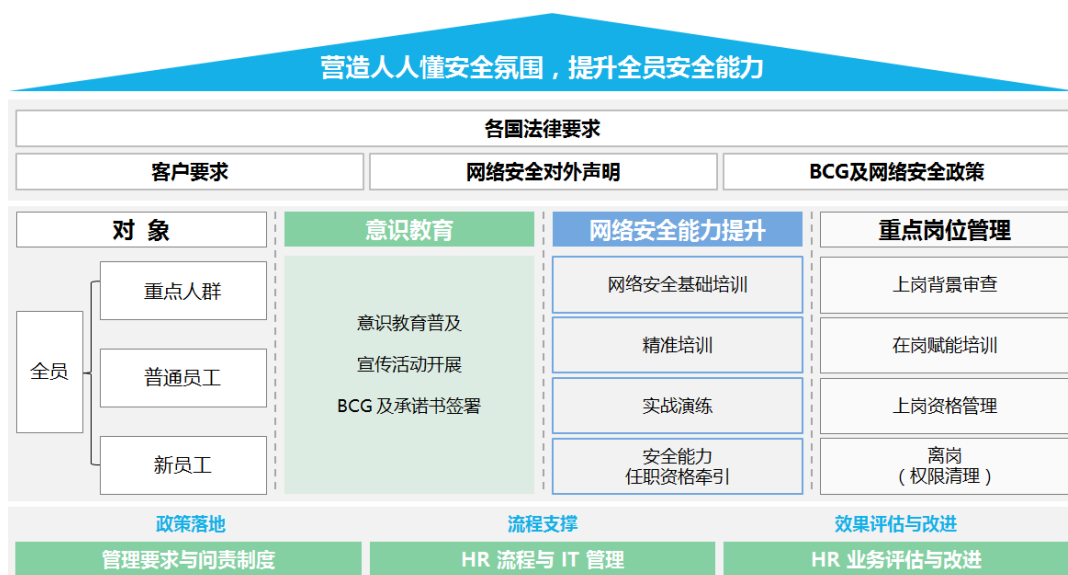 营造人人懂安全氛围，提升全员安全能力
各国法律要求
客户要求
网络安全对外声明
BCG及网络安全政策
对 象
意识教育
网络安全能力提升
重点岗位管理
全员
重点人群
普通员工
新员工
意识教育普及
宣传活动开展
BCG 及承诺书签署
网络安全基础培训
精准培训
实战演练
安全能力
任职资格牵引
上岗背景审查
在岗赋能培训
上岗资格管理
离岗
（权限清理）
政策落地
流程支撑
效果评估与改进
管理要求与问责制度
HR 流程与 IT 管理
HR 业务评估与改进